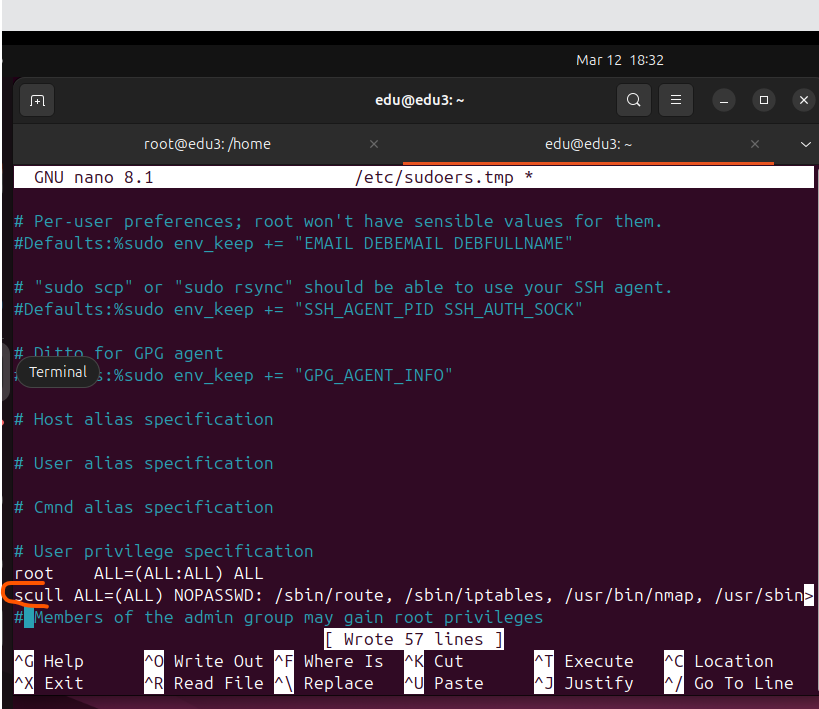 Mar 12 18:32
edu@edu3: ~
root@edu3: /home
edu@edu3: ~
GNU nano 8.1 /etc/sudoers.tmp *
# Per-user preferences; root won't have sensible values for them.
#Defaults:%sudo env_keep += "EMAIL DEBEMAIL DEBFULLNAME"
# "sudo scp" or "sudo rsync" should be able to use your SSH agent.
#Defaults:%sudo env_keep += "SSH_AGENT_PID SSH_AUTH_SOCK"
# Ditto for GPG agent
Terminal
s:%sudo env_keep += "GPG_AGENT_INFO"
# Host alias specification
# User alias specification
# Cmnd alias specification
# User privilege specification
root ALL=(ALL:ALL) ALL
scull ALL=(ALL) NOPASSWD: /sbin/route, /sbin/iptables, /usr/bin/nmap, /usr/sbin>
# Members of the admin group may gain root privileges
[ Wrote 57 lines ]
^G Help ^O Write Out ^F Where Is ^K Cut ^T Execute ^C Location
^X Exit ^R Read File ^\ Replace ^U Paste ^J Justify ^/ Go To Line